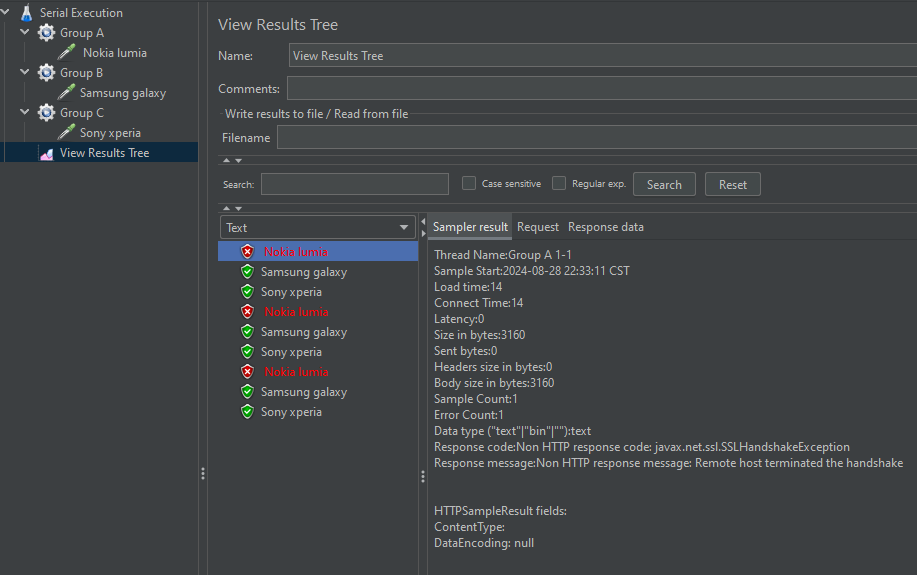 Serial Execution
Group A
Nokia lumia
Group B
Samsung galaxy
Group C
Sony xperia
View Results Tree
View Results Tree
Name: View Results Tree
Comments:
Write results to file / Read from file
Filename
Search: Case sensitive Regular exp. Search Reset
Text
Nokia lumia
Samsung galaxy
Sony xperia
Nokia lumia
Samsung galaxy
Sony xperia
Nokia lumia
Samsung galaxy
Sony xperia
Sampler result Request Response data
Thread Name:Group A 1-1
Sample Start:2024-08-28 22:33:11 CST
Load time:14
Connect Time:14
Latency:0
Size in bytes:3160
Sent bytes:0
Headers size in bytes:0
Body size in bytes:3160
Sample Count:1
Error Count:1
Data type ("text"|"bin"|""):text
Response code:Non HTTP response code: javax.net.ssl.SSLHandshakeException
Response message:Non HTTP response message: Remote host terminated the handshake
HTTPSampleResult fields:
ContentType:
DataEncoding: null